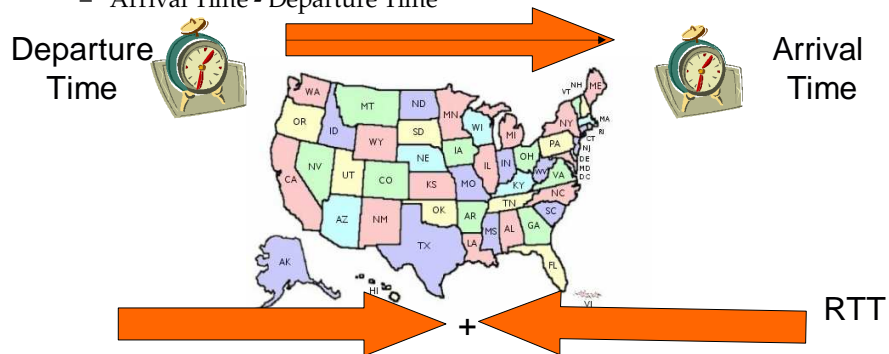 – Arrival Time - Departure Time
Departure
Time
Arrival
Time
WA
OR
CA
ID
NV
AZ
UT
MT
WY
CO
NM
ND
SD
NE
KS
OK
TX
MN
IA
MO
AR
LA
WI
IL
MS
MI
IN
KY
TN
AL
OH
WV
GA
FL
SC
NC
VA
PA
NY
VT
NH
ME
MA
RI
CT
NJ
DE
MD
DC
AK
HI
VI
+
RTT